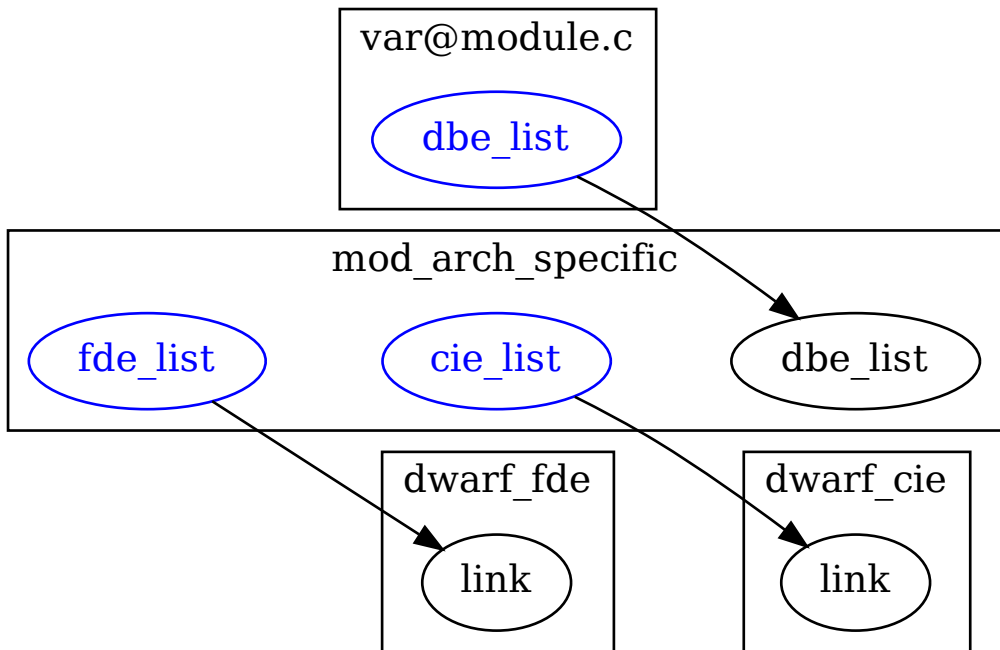 var@module.c
dbe_list
mod_arch_specific
fde_list
cie_list
dbe_list
dwarf_fde
dwarf_cie
link
link